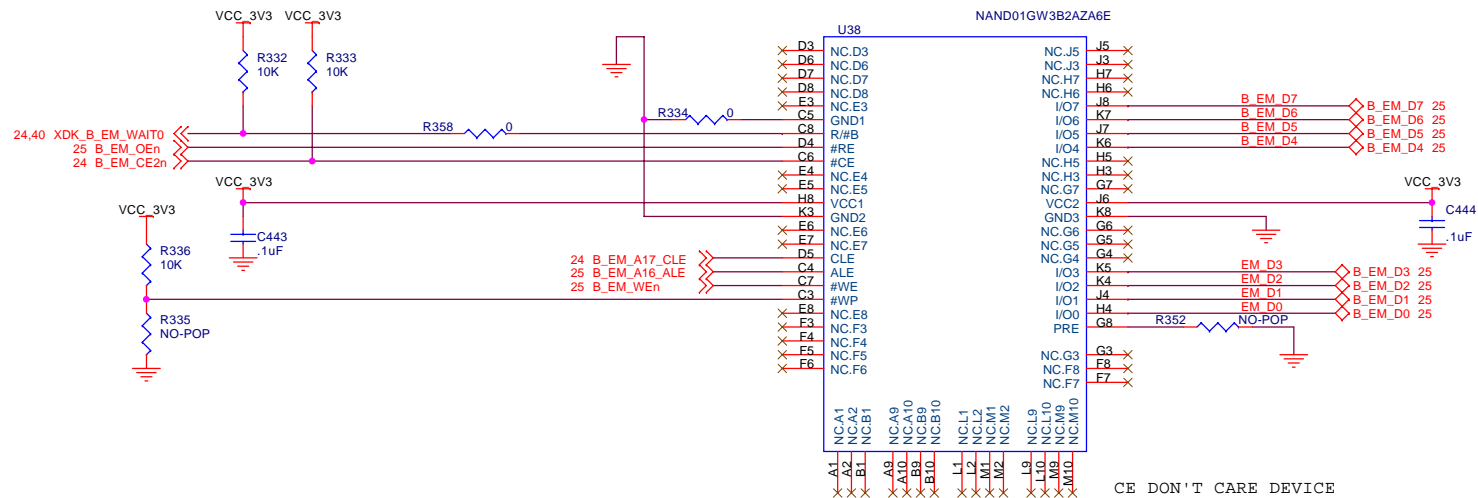 NAND01GW3B2AZA6E
VCC_3V3 VCC_3V3 U38
R332 10K R333 10K
D3 NC.D3 NC.J5 J5
D6 NC.D6 NC.J3 J3
D7 NC.D7 NC.H7 H7
D8 NC.D8 NC.H6 H6
E3 NC.E3 I/O7 J8 B_EM_D7 B_EM_D7 25
R334 0 C5 GND1 I/O6 K7 B_EM_D6 B_EM_D6 25
24,40 XDK_B_EM_WAIT0 R358 0 C8 R/#B I/O5 J7 B_EM_D5 B_EM_D5 25
25 B_EM_OEn D4 #RE I/O4 K6 B_EM_D4 B_EM_D4 25
24 B_EM_CE2n C6 #CE NC.H5 H5
E4 NC.E4 NC.H3 H3
VCC_3V3 E5 NC.E5 NC.G7 G7 VCC_3V3
H8 VCC1 VCC2 J6
VCC_3V3 K3 GND2 GND3 K8 C444 .1uF
C443 .1uF E6 NC.E6 NC.G6 G6
R336 10K E7 NC.E7 NC.G5 G5
24 B_EM_A17_CLE D5 CLE NC.G4 G4
25 B_EM_A16_ALE C4 ALE I/O3 K5 EM_D3 B_EM_D3 25
25 B_EM_WEn C7 #WE I/O2 K4 EM_D2 B_EM_D2 25
C3 #WP I/O1 J4 EM_D1 B_EM_D1 25
R335 NO-POP E8 NC.E8 I/O0 H4 EM_D0 B_EM_D0 25
F3 NC.F3 PRE G8 R352 NO-POP
F4 NC.F4
F5 NC.F5 NC.G3 G3
F6 NC.F6 NC.F8 F8
NC.F7 F7
NC.A1 NC.A2 NC.B1 NC.A9 NC.A10 NC.B9 NC.B10 NC.L1 NC.L2 NC.M1 NC.M2 NC.L9 NC.L10 NC.M9 NC.M10
A1 A2 B1 A9 A10 B9 B10 L1 L2 M1 M2 L9 L10 M9 M10
CE DON'T CARE DEVICE